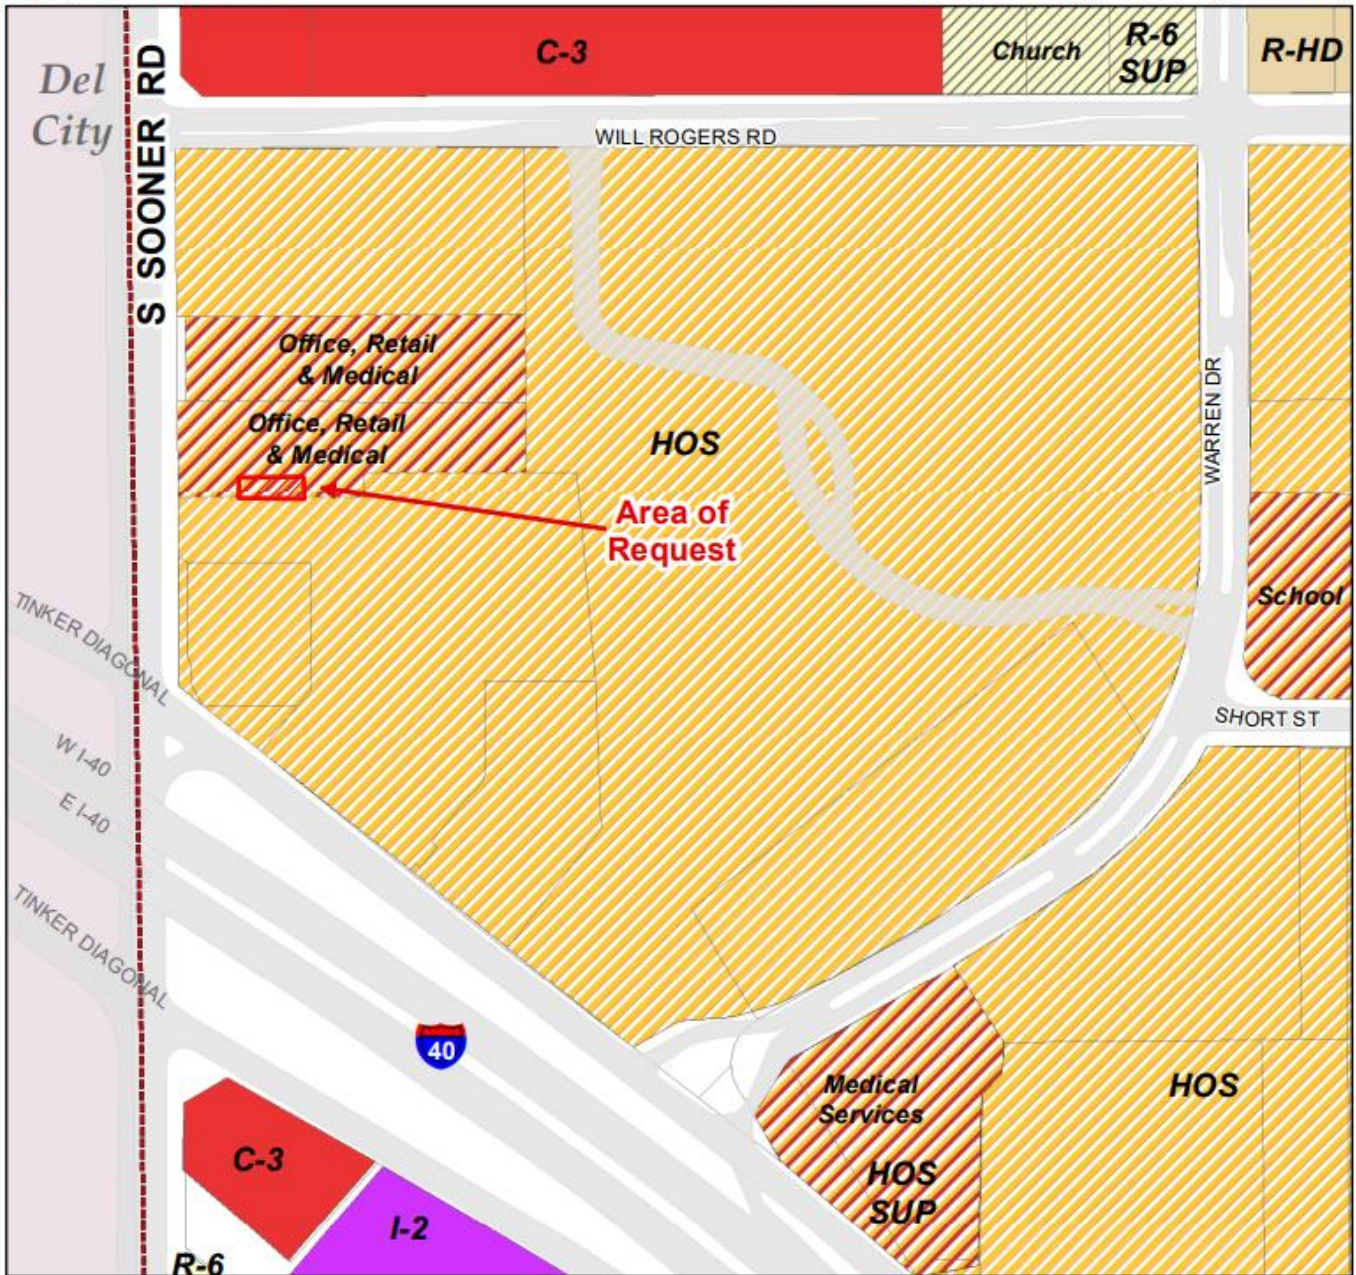 C-3
Church
R-6
SUP
R-HD
Del
City
S SOONER RD
WILL ROGERS RD
Office, Retail
& Medical
Office, Retail
& Medical
HOS
WARREN DR
Area of
Request
School
TINKER DIAGONAL
SHORT ST
W I-40
E I-40
TINKER DIAGONAL
40
Medical
Services
HOS
C-3
HOS
SUP
I-2
R-6